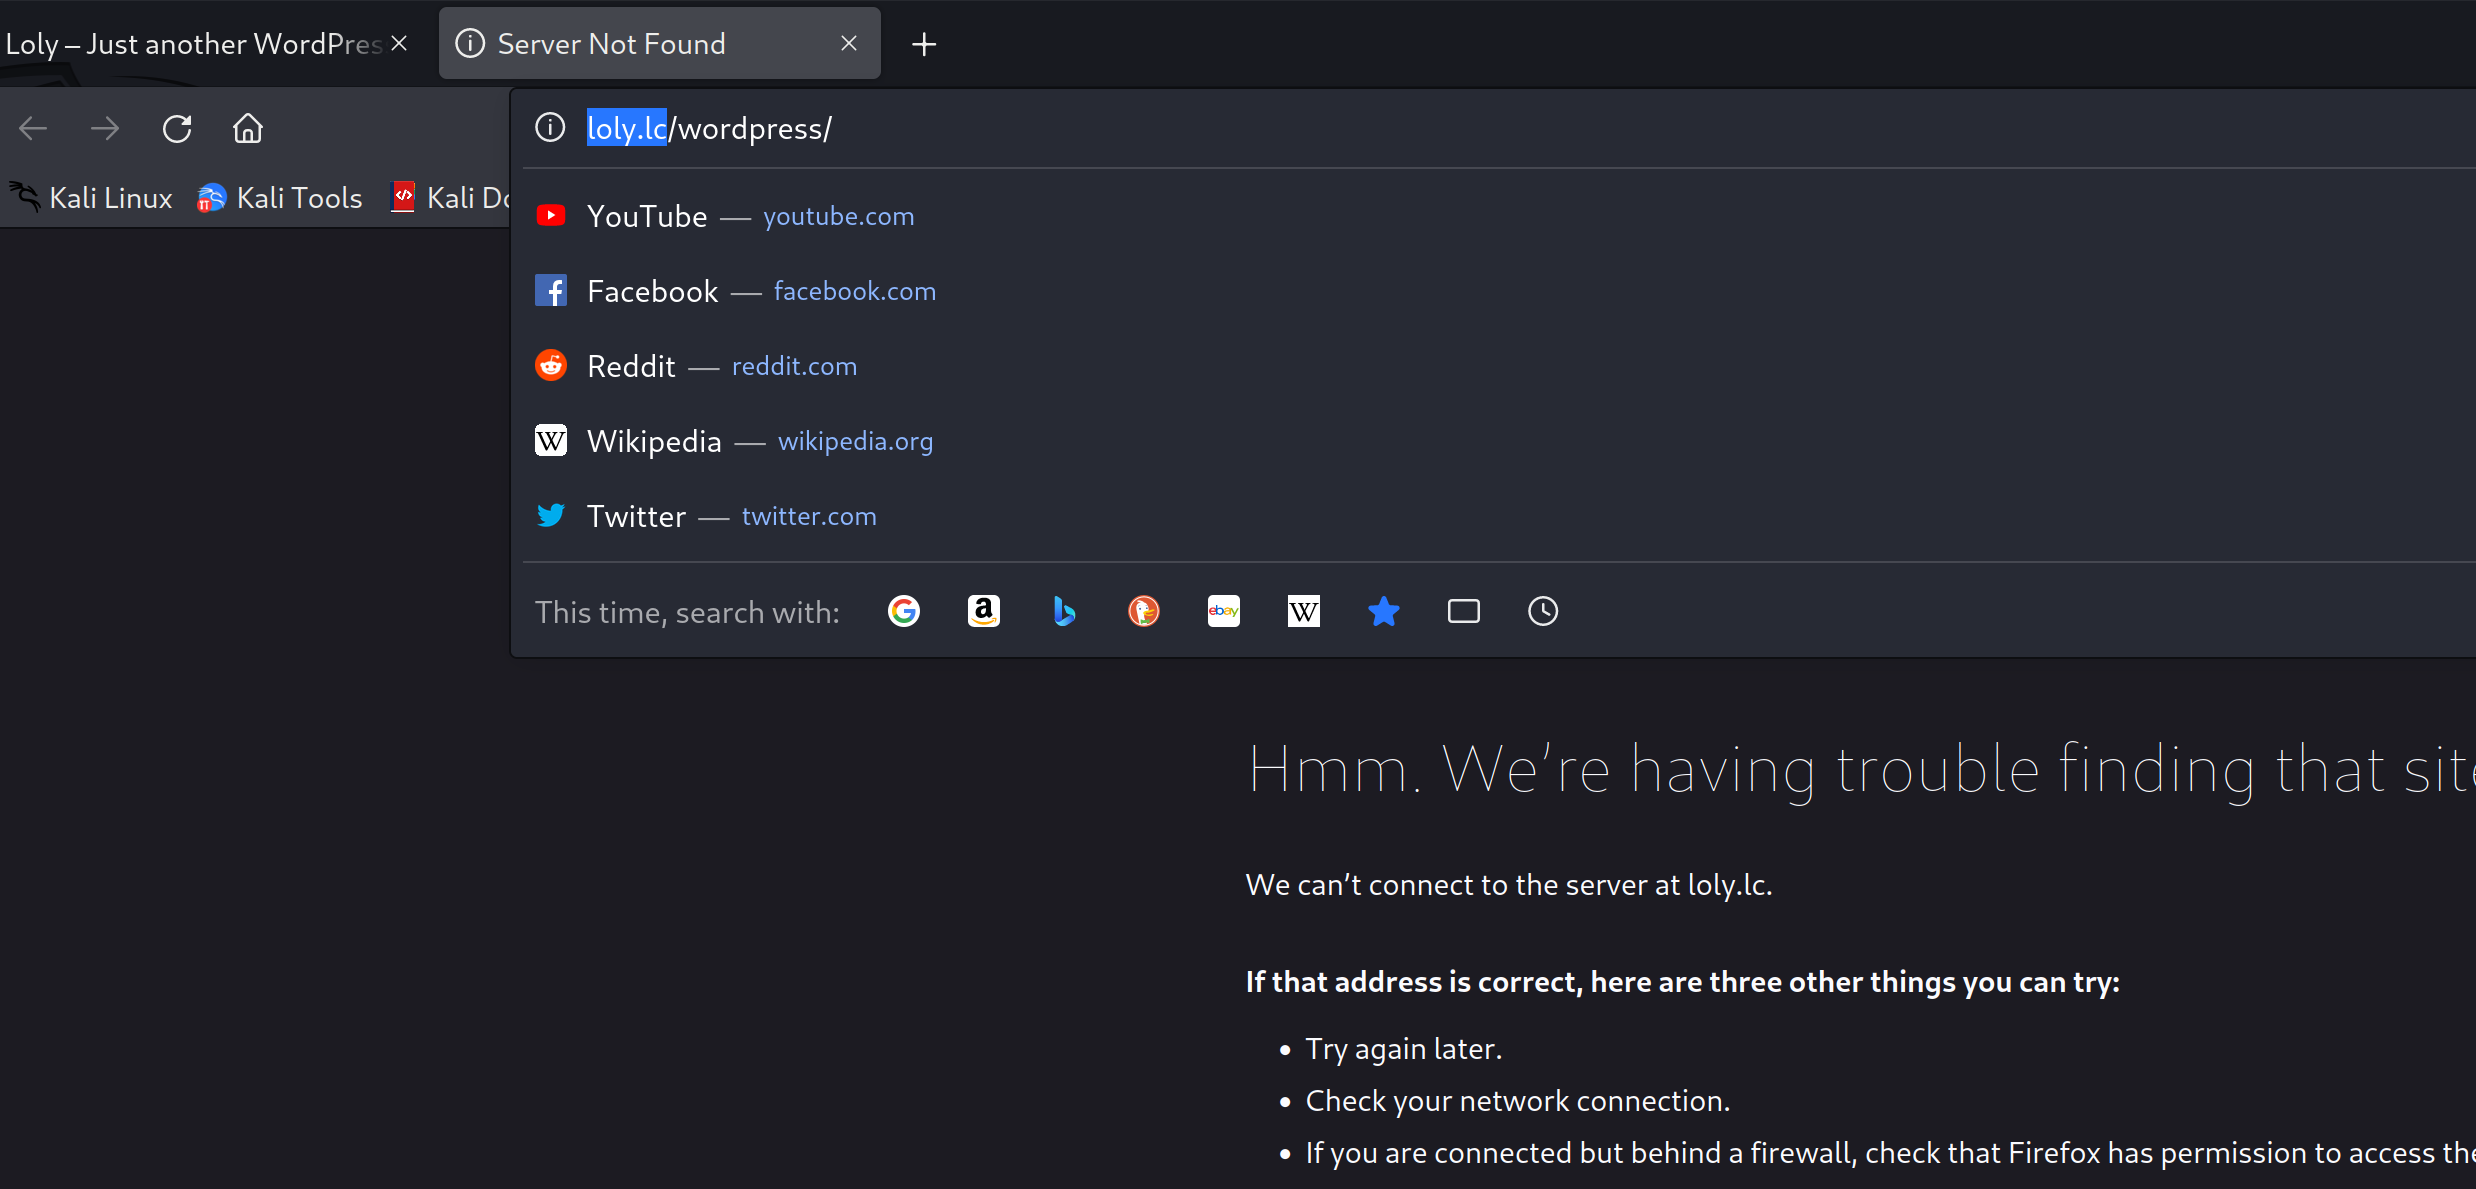 Loly – Just another WordPres
Server Not Found
loly.lc/wordpress/
Kali Linux
Kali Tools
Kali Do
YouTube — youtube.com
Facebook — facebook.com
Reddit — reddit.com
Wikipedia — wikipedia.org
Twitter — twitter.com
This time, search with:
a
ebay
W
Hmm. We’re having trouble finding that site
We can’t connect to the server at loly.lc.
If that address is correct, here are three other things you can try:
• Try again later.
• Check your network connection.
• If you are connected but behind a firewall, check that Firefox has permission to access the